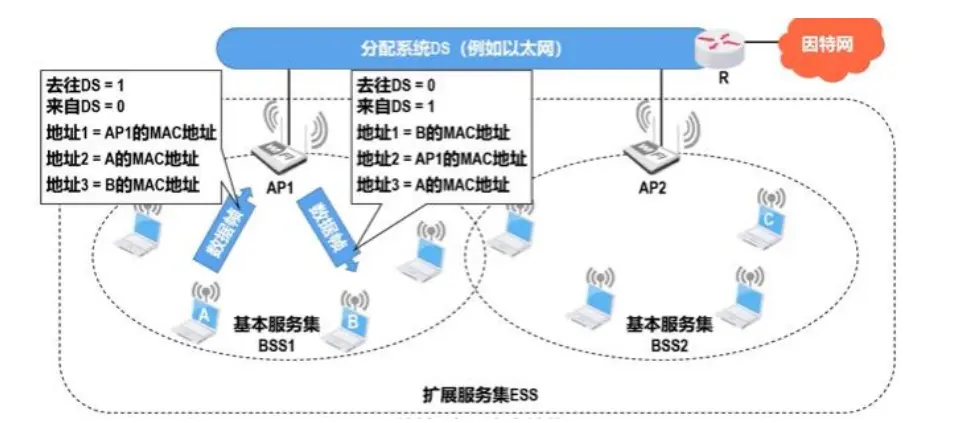 分配系统DS（例如以太网）
因特网
R
去往DS = 1
来自DS = 0
地址1 = AP1的MAC地址
地址2 = A的MAC地址
地址3 = B的MAC地址
去往DS = 0
来自DS = 1
地址1 = B的MAC地址
地址2 = AP1的MAC地址
地址3 = A的MAC地址
AP1
AP2
数据帧
数据帧
C
A
B
基本服务集
BSS1
基本服务集
BSS2
扩展服务集ESS